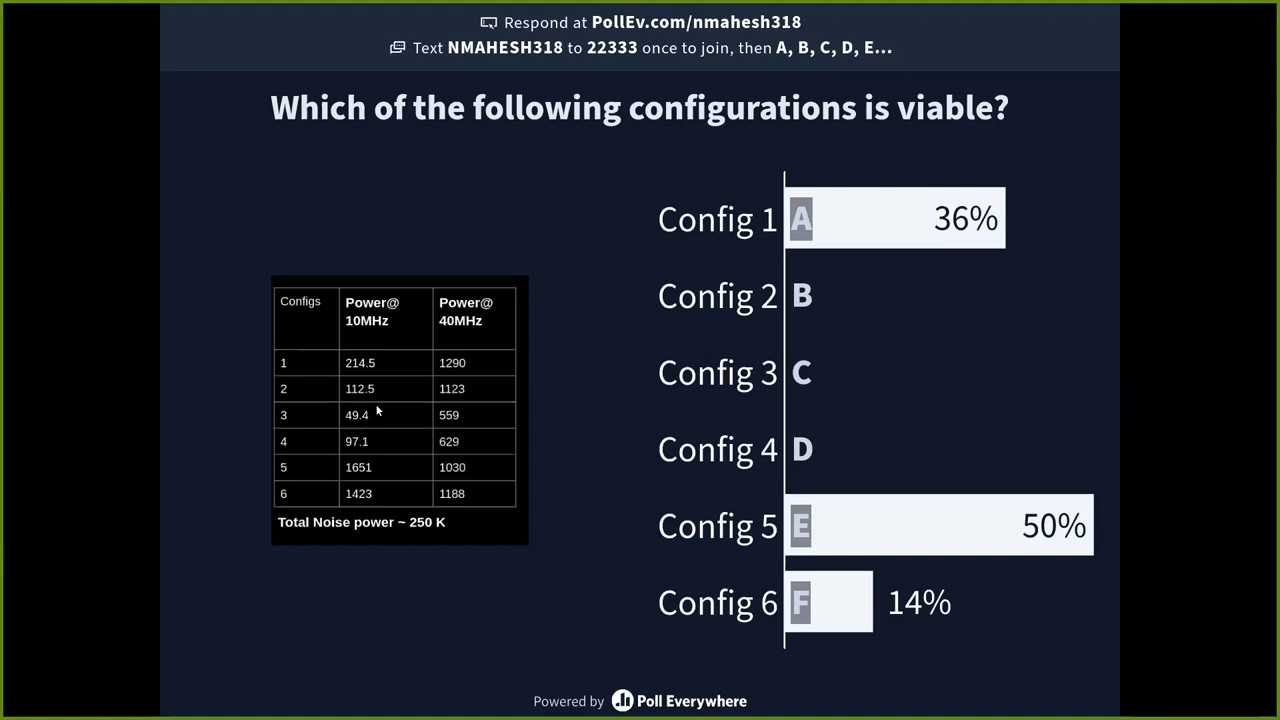 Respond at PollEv.com/nmahesh318
Text NMAHESH318 to 22333 once to join, then A, B, C, D, E...
Which of the following configurations is viable?
Configs Power@ 10MHz Power@ 40MHz
1 214.5 1290
2 112.5 1123
3 49.4 559
4 97.1 629
5 1651 1030
6 1423 1188
Total Noise power ~ 250 K
Config 1 A 36%
Config 2 B
Config 3 C
Config 4 D
Config 5 E 50%
Config 6 F 14%
Powered by Poll Everywhere